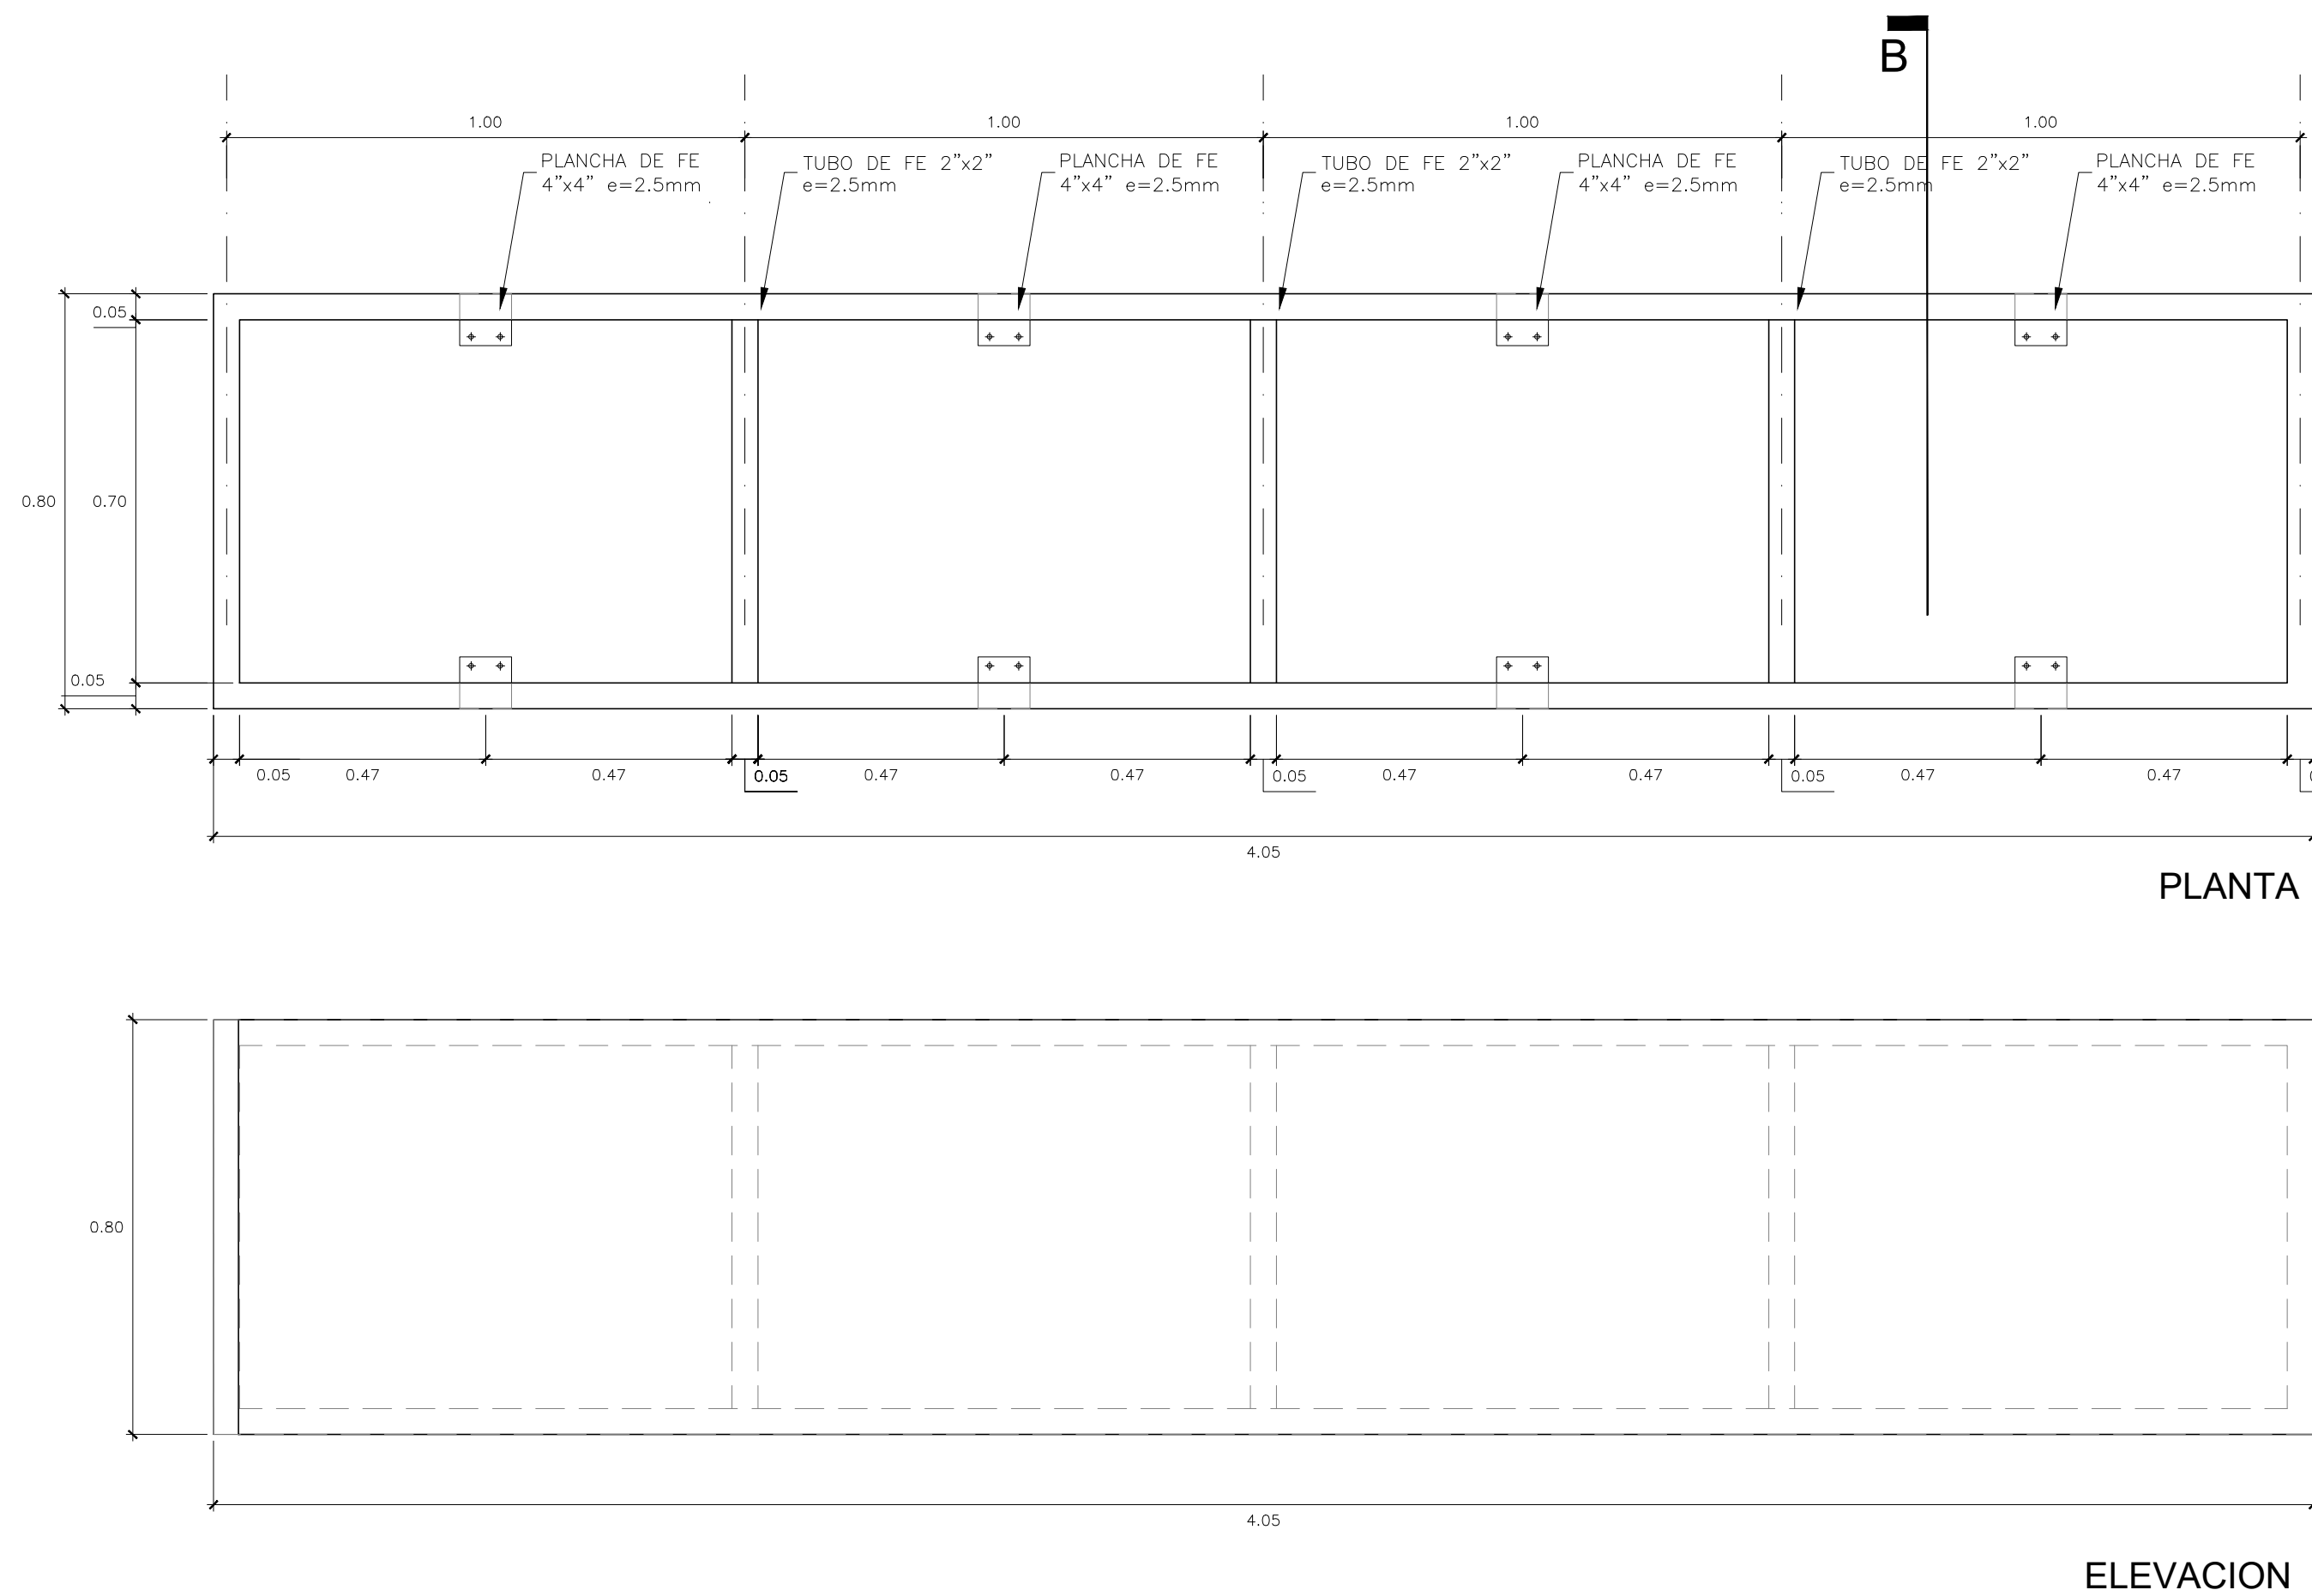 B
1.00 1.00 1.00 1.00
PLANCHA DE FE
4”x4” e=2.5mm
TUBO DE FE 2”x2”
e=2.5mm
PLANCHA DE FE
4”x4” e=2.5mm
TUBO DE FE 2”x2”
e=2.5mm
PLANCHA DE FE
4”x4” e=2.5mm
TUBO DE FE 2”x2”
e=2.5mm
PLANCHA DE FE
4”x4” e=2.5mm
0.05
0.80 0.70
0.05
0.05 0.47 0.47 0.05 0.47 0.47 0.05 0.47 0.47 0.05 0.47 0.47
4.05
PLANTA
0.80
4.05
ELEVACION